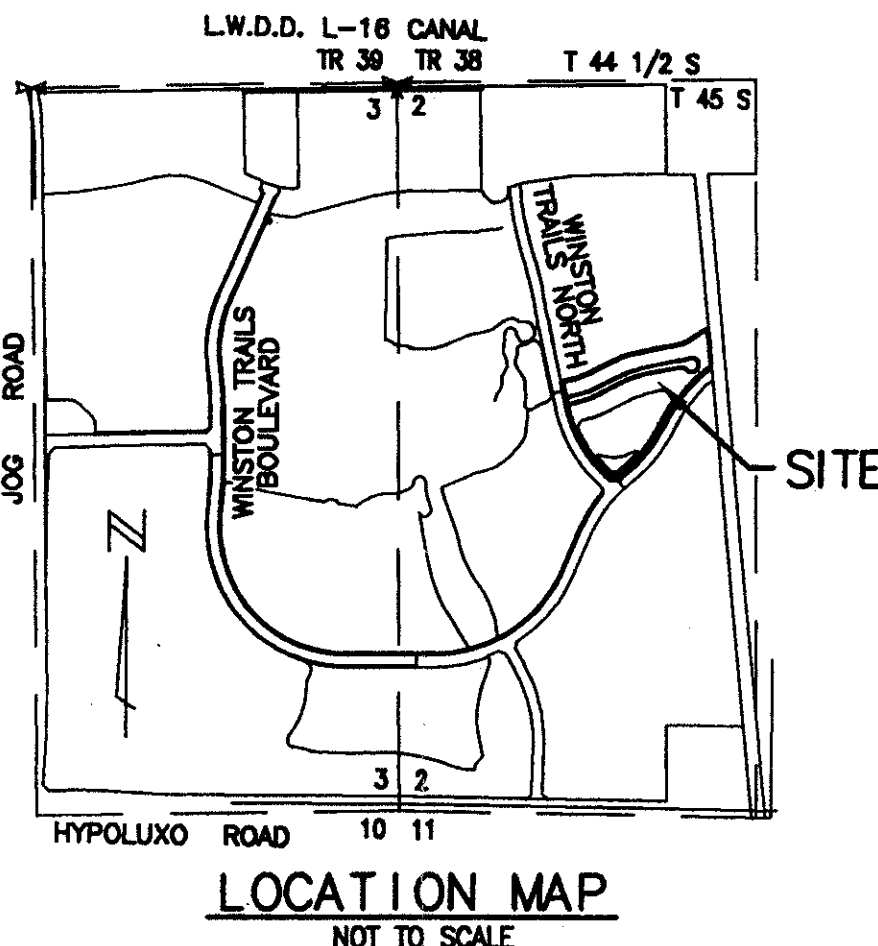 L.W.D.D. L-16 CANAL
TR 39 TR 38 T 44 1/2 S
3 2 T 45 S
WINSTON
TRAILS NORTH
JOG ROAD
WINSTON TRAILS
BOULEVARD
SITE
N
3 2
HYPOLUXO ROAD 10 11
LOCATION MAP
NOT TO SCALE